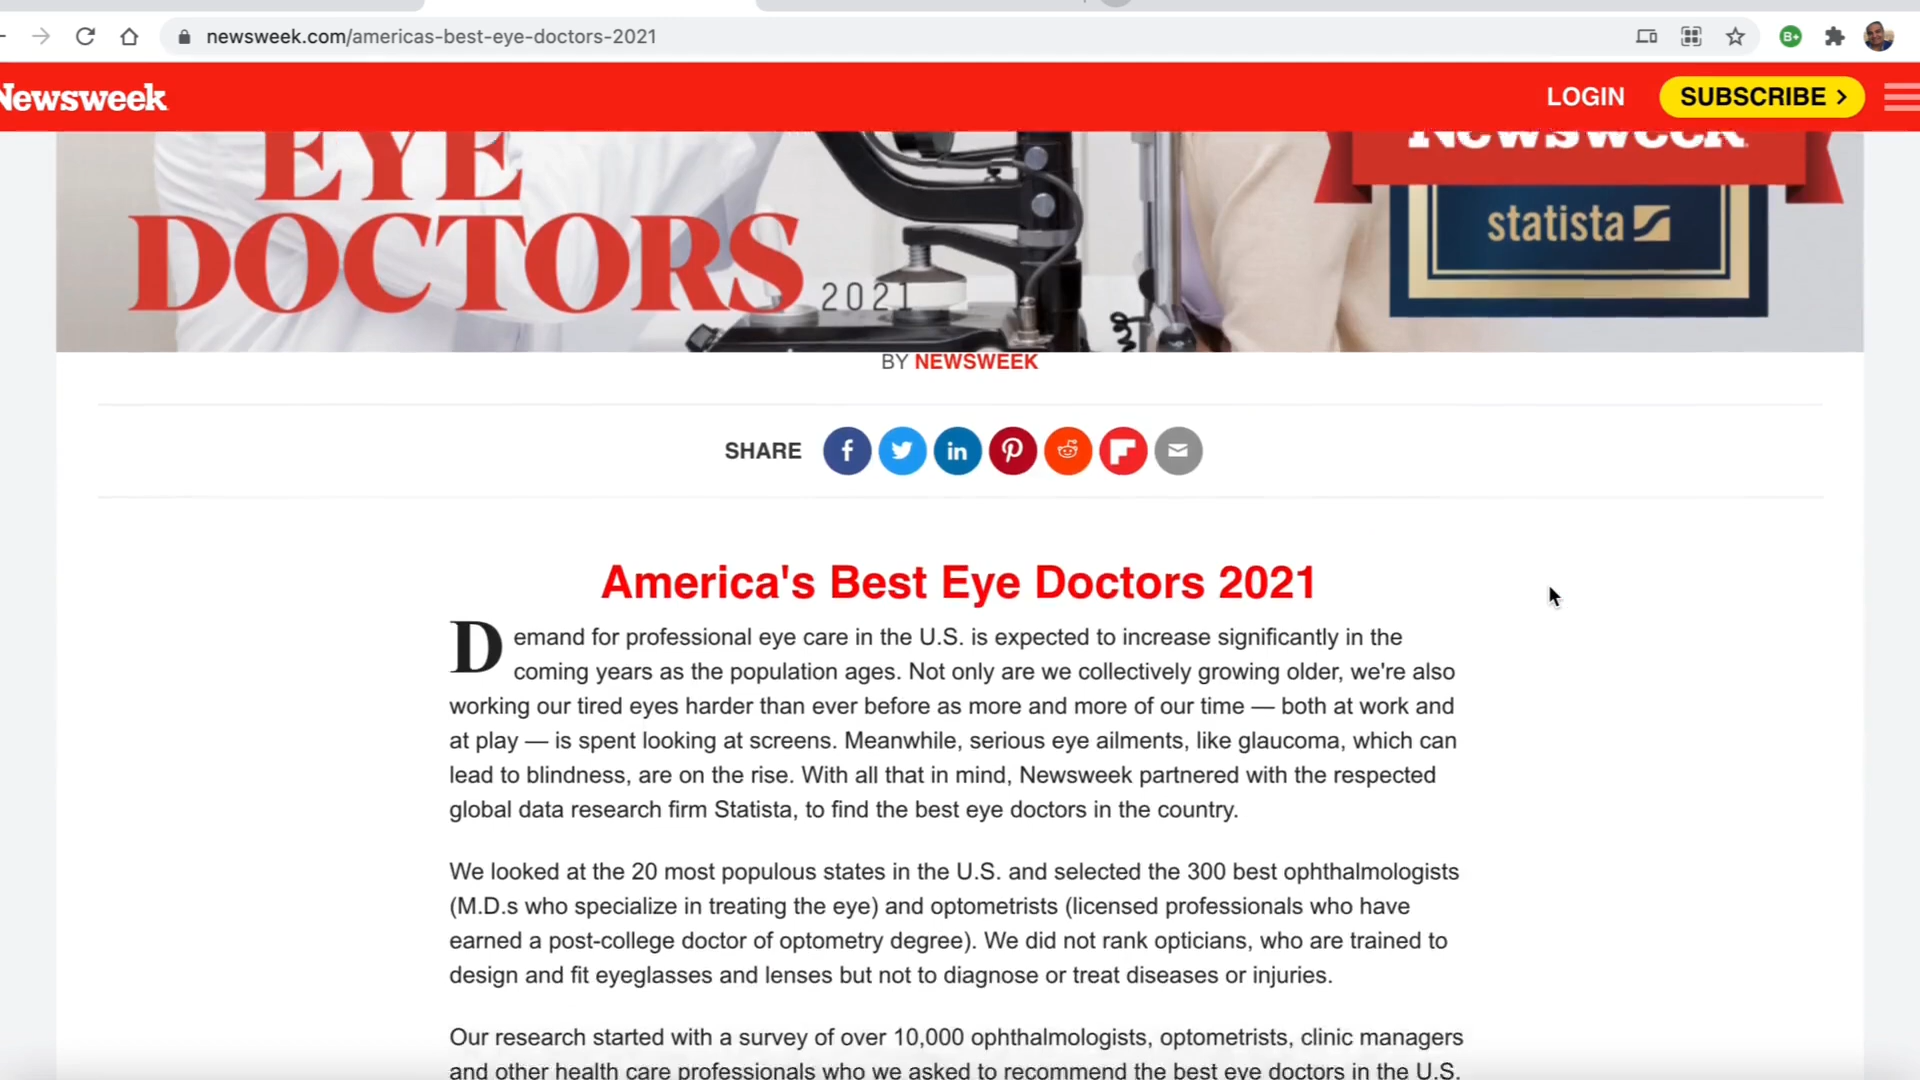 newsweek.com/americas-best-eye-doctors-2021
B+
Newsweek
LOGIN
SUBSCRIBE >
EYE
DOCTORS
2021
Newsweek
statista
BY NEWSWEEK
SHARE
America's Best Eye Doctors 2021
Demand for professional eye care in the U.S. is expected to increase significantly in the
coming years as the population ages. Not only are we collectively growing older, we're also
working our tired eyes harder than ever before as more and more of our time — both at work and
at play — is spent looking at screens. Meanwhile, serious eye ailments, like glaucoma, which can
lead to blindness, are on the rise. With all that in mind, Newsweek partnered with the respected
global data research firm Statista, to find the best eye doctors in the country.
We looked at the 20 most populous states in the U.S. and selected the 300 best ophthalmologists
(M.D.s who specialize in treating the eye) and optometrists (licensed professionals who have
earned a post-college doctor of optometry degree). We did not rank opticians, who are trained to
design and fit eyeglasses and lenses but not to diagnose or treat diseases or injuries.
Our research started with a survey of over 10,000 ophthalmologists, optometrists, clinic managers
and other health care professionals who we asked to recommend the best eye doctors in the U.S.